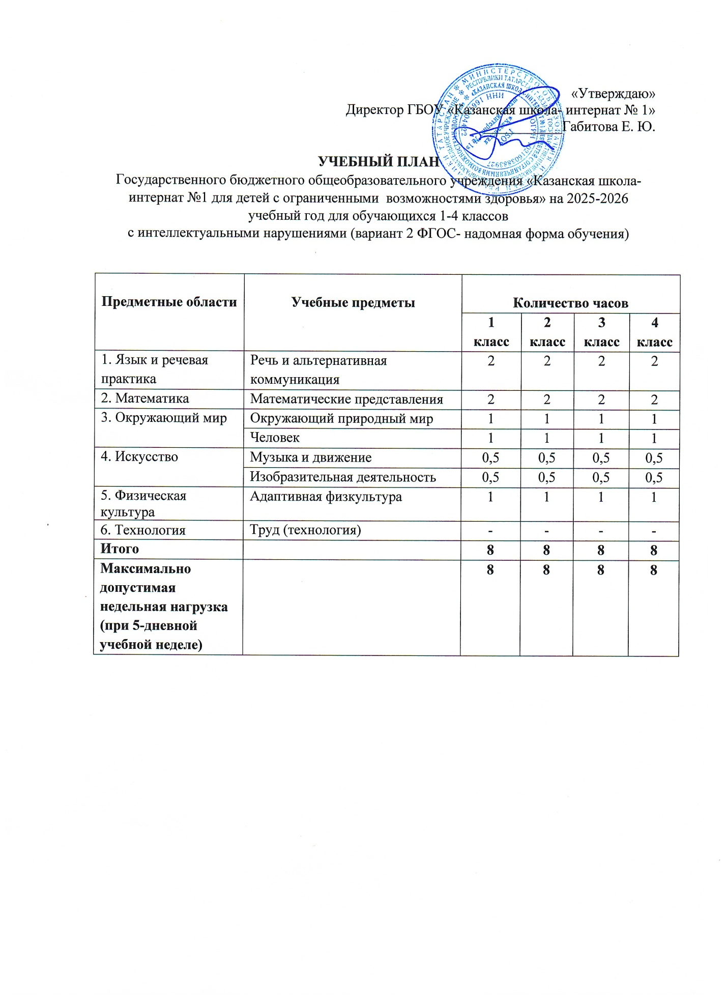 «Утверждаю»
Директор ГБОУ «Казанская школа- интернат № 1»
Габитова Е. Ю.
УЧЕБНЫЙ ПЛАН
Государственного бюджетного общеобразовательного учреждения «Казанская школа-
интернат №1 для детей с ограниченными возможностями здоровья» на 2025-2026
учебный год для обучающихся 1-4 классов
с интеллектуальными нарушениями (вариант 2 ФГОС- надомная форма обучения)
Предметные области Учебные предметы Количество часов
1 2 3 4
класс класс класс класс
1. Язык и речевая Речь и альтернативная 2 2 2 2
практика коммуникация
2. Математика Математические представления 2 2 2 2
3. Окружающий мир Окружающий природный мир 1 1 1 1
Человек 1 1 1 1
4. Искусство Музыка и движение 0,5 0,5 0,5 0,5
Изобразительная деятельность 0,5 0,5 0,5 0,5
5. Физическая Адаптивная физкультура 1 1 1 1
культура
6. Технология Труд (технология) - - - -
Итого 8 8 8 8
Максимально 8 8 8 8
допустимая
недельная нагрузка
(при 5-дневной
учебной неделе)